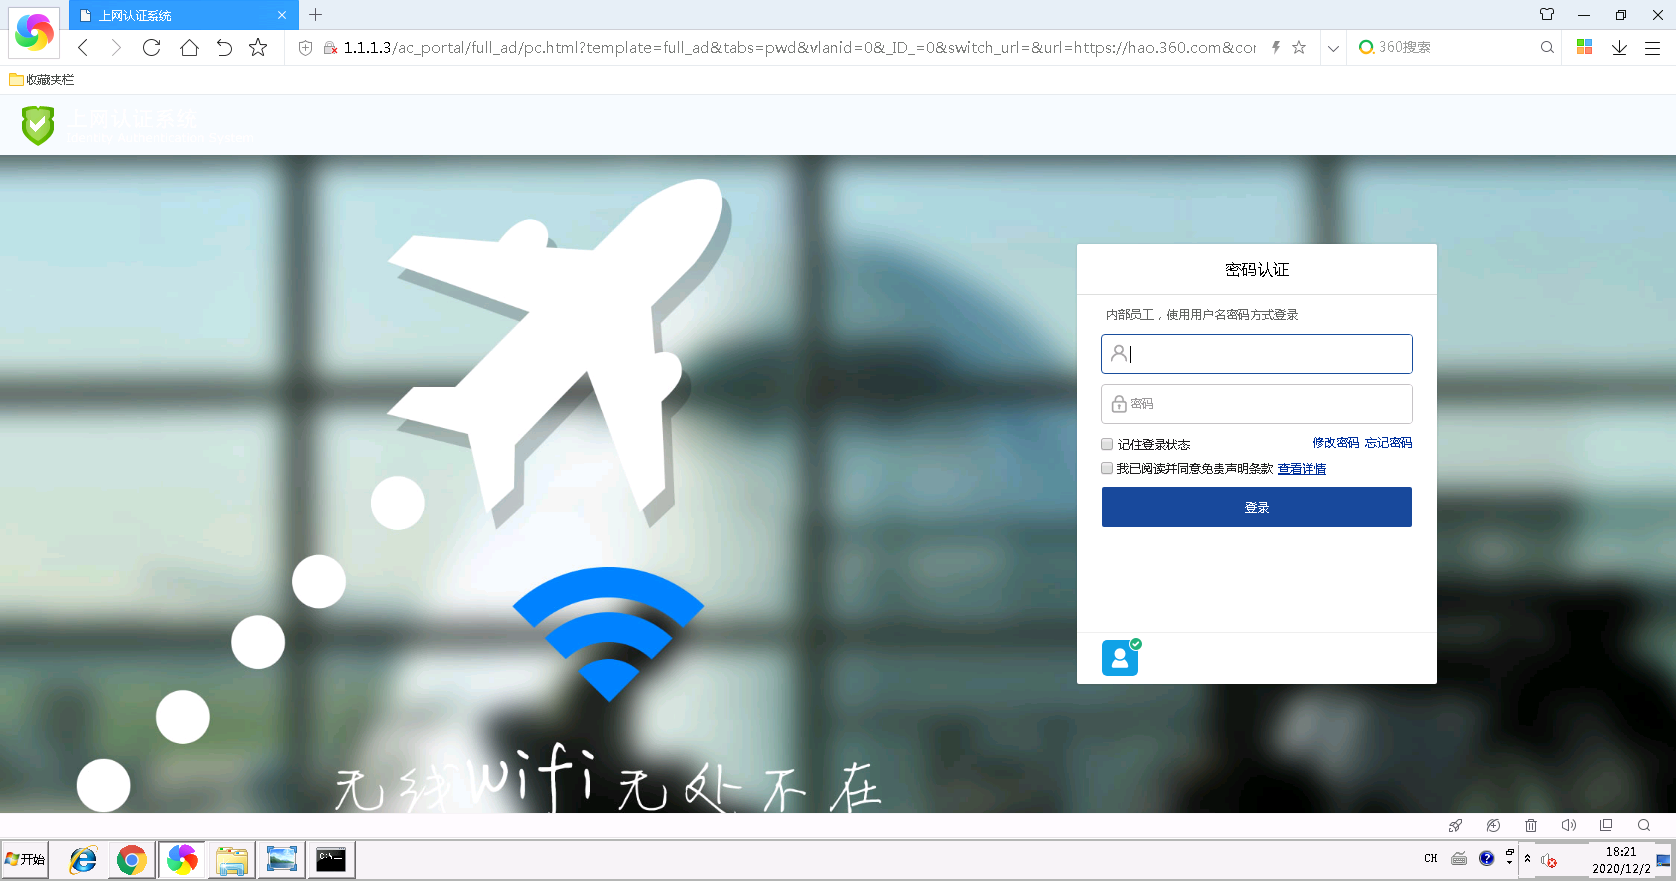 上网认证系统
1.1.1.3/ac_portal/full_ad/pc.html?template=full_ad&tabs=pwd&vlanid=0&_ID_=0&switch_url=&url=https://hao.360.com&cor
360搜索
收藏夹栏
上网认证系统
Identity Authentication System
密码认证
内部员工，使用用户名密码方式登录
密码
记住登录状态 修改密码 忘记密码
我已阅读并同意免责声明条款 查看详情
登录
无线wifi无处不在
开始
C:\
CH
18:21
2020/12/2